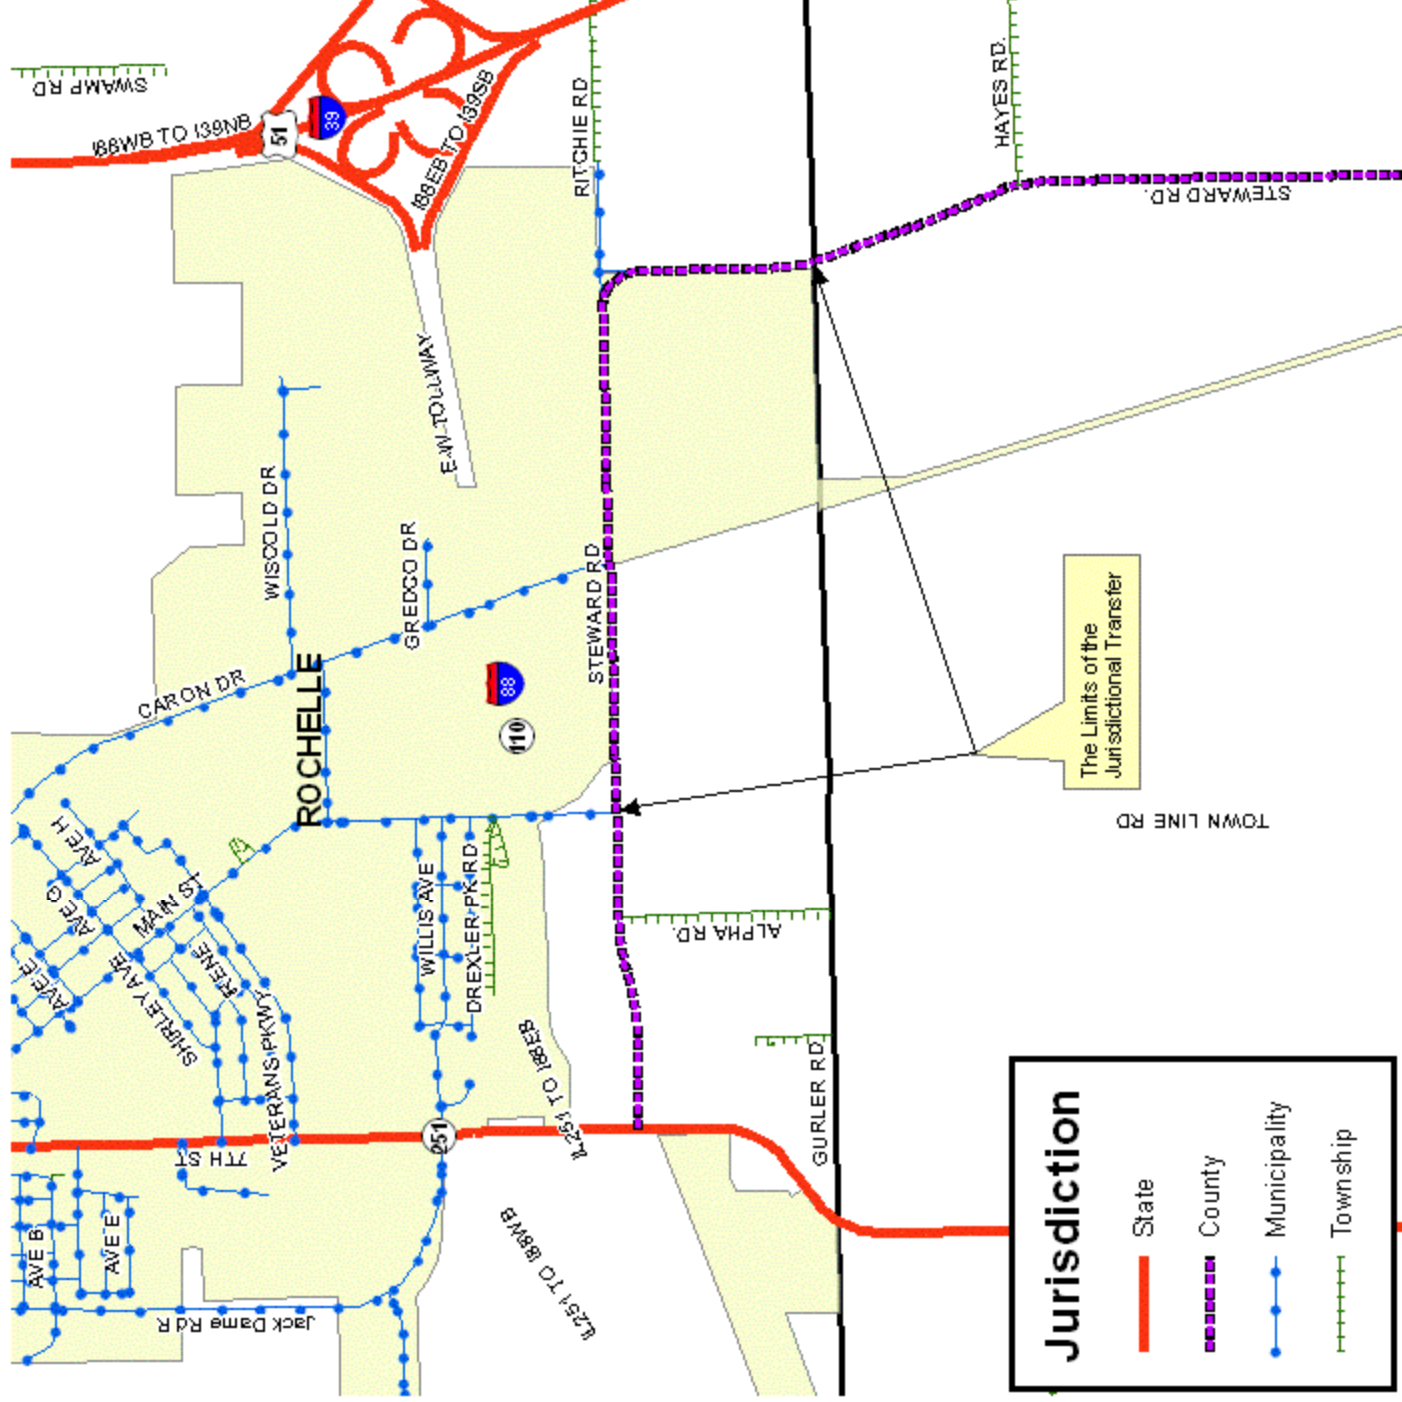 SWAMP RD
I88WB TO I39NB
51
39
I88EB TO I39SB
RITCHIE RD
HAYES RD.
STEWARD RD.
E-W-TOLLWAY
WISCOLD DR
GREDCO DR
STEWARD RD
CARON DR
ROCHELLE
88
110
The Limits of the
Jurisdictional Transfer
TOWN LINE RD
AVE H
AVE G
AVE E
AVE
MAIN ST
SHIRLEY AVE
IRENE
VETERANS PKWY
WILLIS AVE
DREXLER PK RD
ALPHA RD.
GURLER RD
IL251 TO I88EB
IL251 TO I88WB
251
7TH ST
AVE B
AVE E
Jack Dame Rd R
Jurisdiction
State
County
Municipality
Township